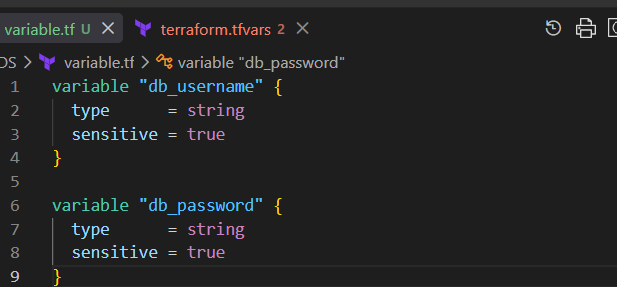 variable.tf U X terraform.tfvars 2 X
DS > variable.tf > variable "db_password"
1 variable "db_username" {
2   type      = string
3   sensitive = true
4 }
5
6 variable "db_password" {
7   type      = string
8   sensitive = true
9 }